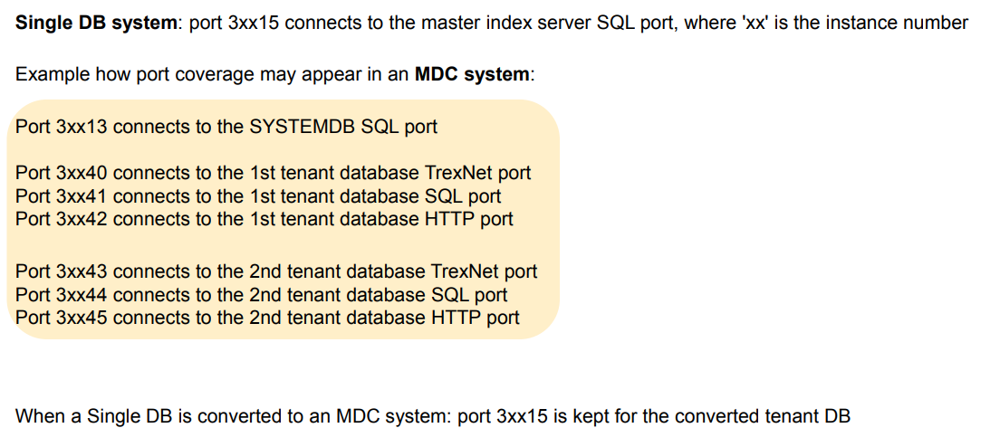 Single DB system: port 3xx15 connects to the master index server SQL port, where 'xx' is the instance number
Example how port coverage may appear in an MDC system:
Port 3xx13 connects to the SYSTEMDB SQL port
Port 3xx40 connects to the 1st tenant database TrexNet port
Port 3xx41 connects to the 1st tenant database SQL port
Port 3xx42 connects to the 1st tenant database HTTP port
Port 3xx43 connects to the 2nd tenant database TrexNet port
Port 3xx44 connects to the 2nd tenant database SQL port
Port 3xx45 connects to the 2nd tenant database HTTP port
When a Single DB is converted to an MDC system: port 3xx15 is kept for the converted tenant DB